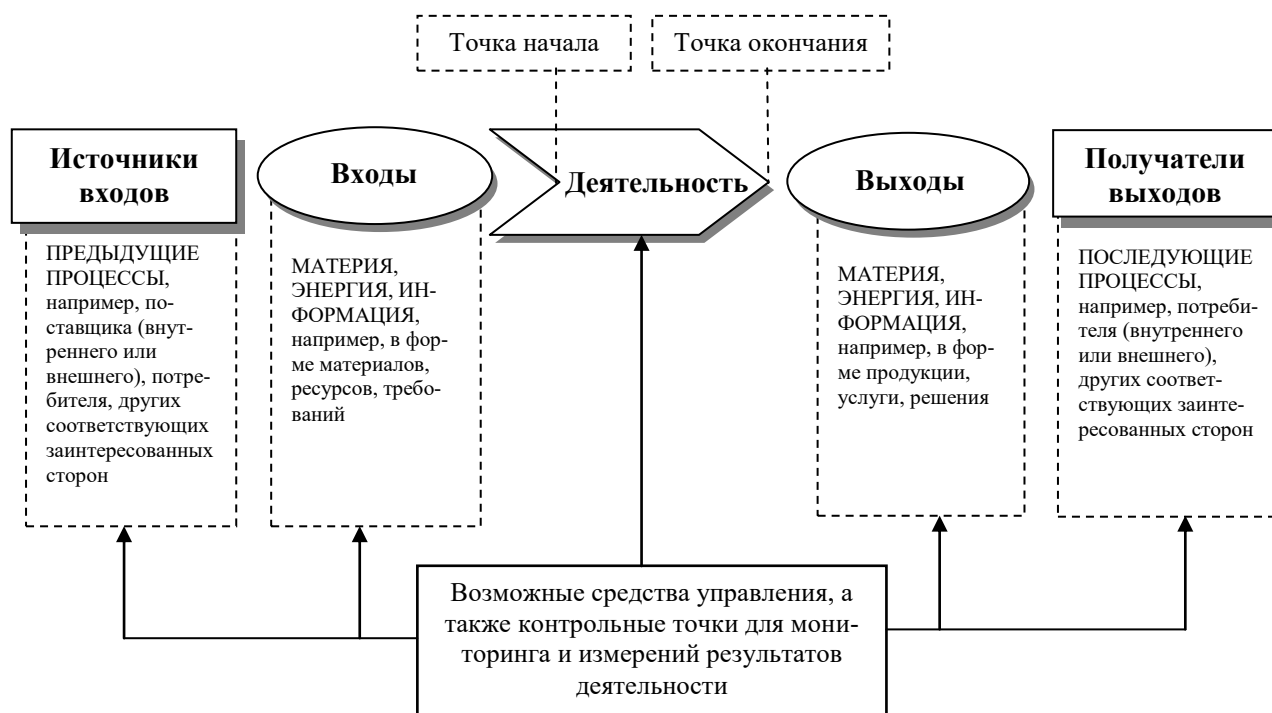 Точка начала
Точка окончания
Источники
входов
Входы
Деятельность
Выходы
Получатели
выходов
ПРЕДЫДУЩИЕ
ПРОЦЕССЫ,
например, по-
ставщика (внут-
реннего или
внешнего), потре-
бителя, других
соответствующих
заинтересованных
сторон
МАТЕРИЯ,
ЭНЕРГИЯ, ИН-
ФОРМАЦИЯ,
например, в фор-
ме материалов,
ресурсов, требо-
ваний
МАТЕРИЯ,
ЭНЕРГИЯ, ИН-
ФОРМАЦИЯ,
например, в фор-
ме продукции,
услуги, решения
ПОСЛЕДУЮЩИЕ
ПРОЦЕССЫ,
например, потреби-
теля (внутреннего
или внешнего),
других соответ-
ствующих заинте-
ресованных сторон
Возможные средства управления, а
также контрольные точки для мони-
торинга и измерений результатов
деятельности